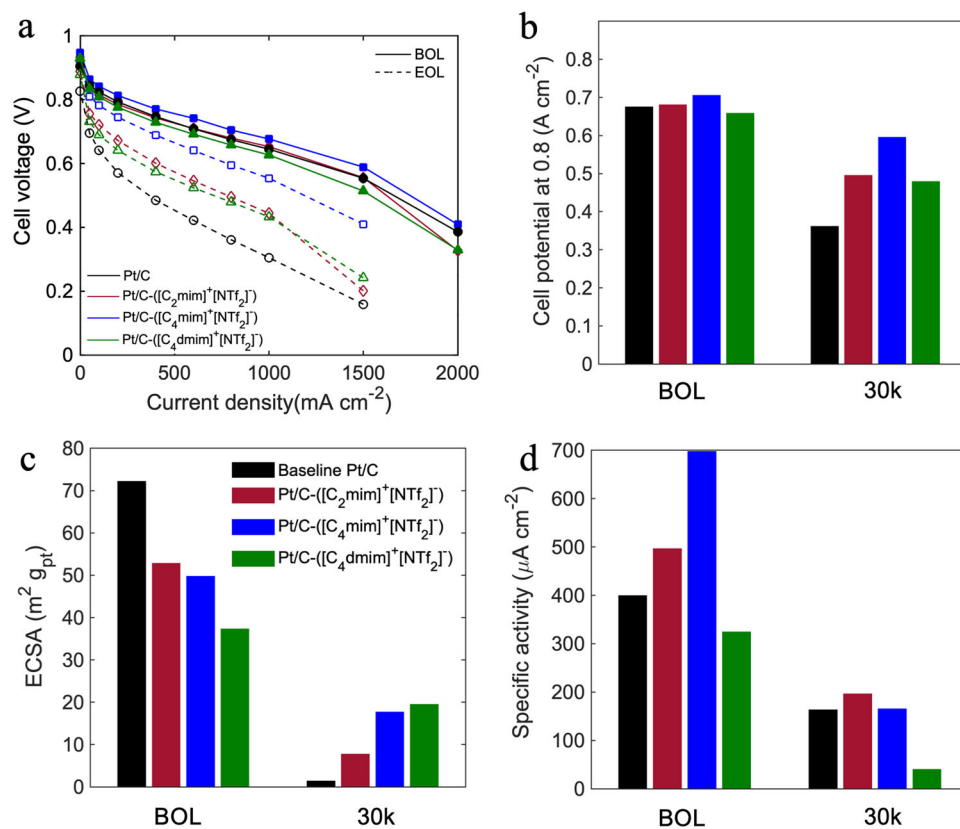 a
1
0.8
0.6
0.4
0.2
0
0 500 1000 1500 2000
Cell voltage (V)
Current density(mA cm⁻²)
BOL
EOL
Pt/C
Pt/C-([C₂mim]⁺[NTf₂]⁻)
Pt/C-([C₄mim]⁺[NTf₂]⁻)
Pt/C-([C₄dmim]⁺[NTf₂]⁻)
b
0.8
0.7
0.6
0.5
0.4
0.3
0.2
0.1
0
Cell potential at 0.8 (A cm⁻²)
BOL 30k
c
80
70
60
50
40
30
20
10
0
ECSA (m² g_pt)
BOL 30k
Baseline Pt/C
Pt/C-([C₂mim]⁺[NTf₂]⁻)
Pt/C-([C₄mim]⁺[NTf₂]⁻)
Pt/C-([C₄dmim]⁺[NTf₂]⁻)
d
700
600
500
400
300
200
100
0
Specific activity (μA cm⁻²)
BOL 30k